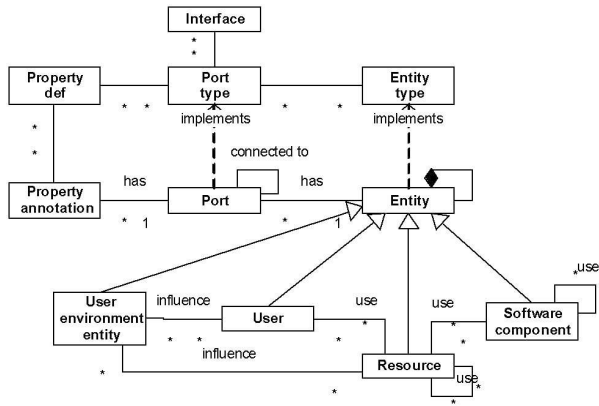 Interface
*
*
Property
def
Port
type
Entity
type
* * * *
implements
implements
*
*
connected to
has
has
Property
annotation
Port
Entity
* 1 * 1
*use
User
environment
entity
influence
User
use
use
Software
component
* * * * * *
influence
Resource
use
*
* * *